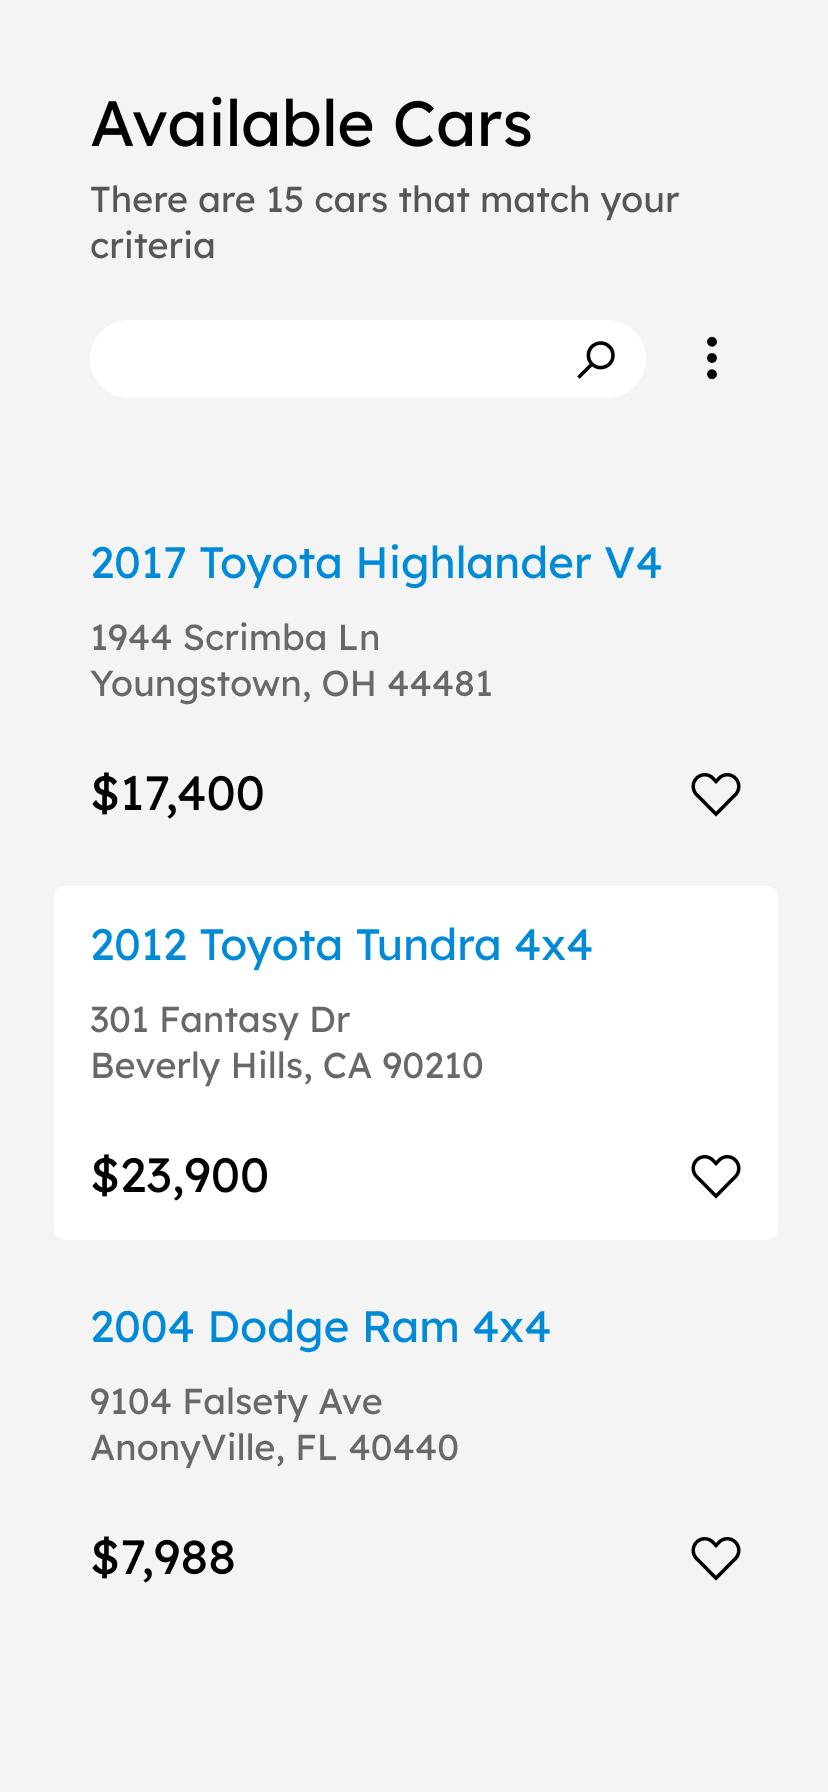 Available Cars
There are 15 cars that match your
criteria
2017 Toyota Highlander V4
1944 Scrimba Ln
Youngstown, OH 44481
$17,400
2012 Toyota Tundra 4x4
301 Fantasy Dr
Beverly Hills, CA 90210
$23,900
2004 Dodge Ram 4x4
9104 Falsety Ave
AnonyVille, FL 40440
$7,988